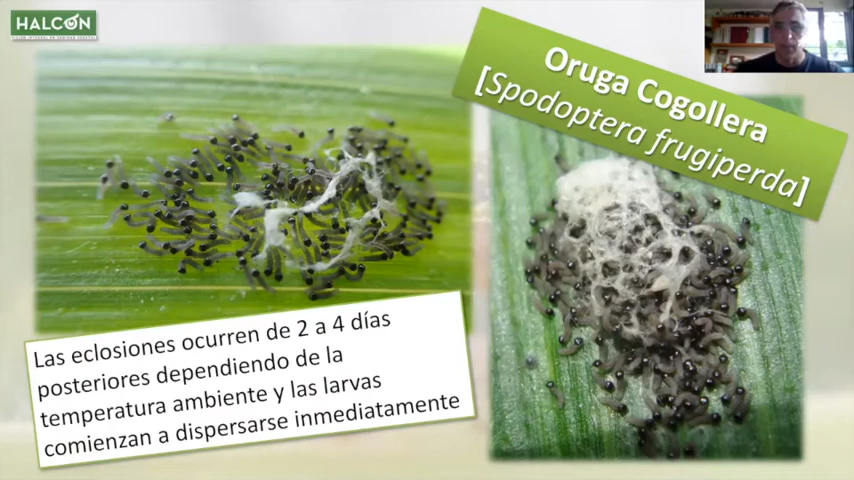 HALCÓN
Oruga Cogollera
[Spodoptera frugiperda]
Las eclosiones ocurren de 2 a 4 días
posteriores dependiendo de la
temperatura ambiente y las larvas
comienzan a dispersarse inmediatamente